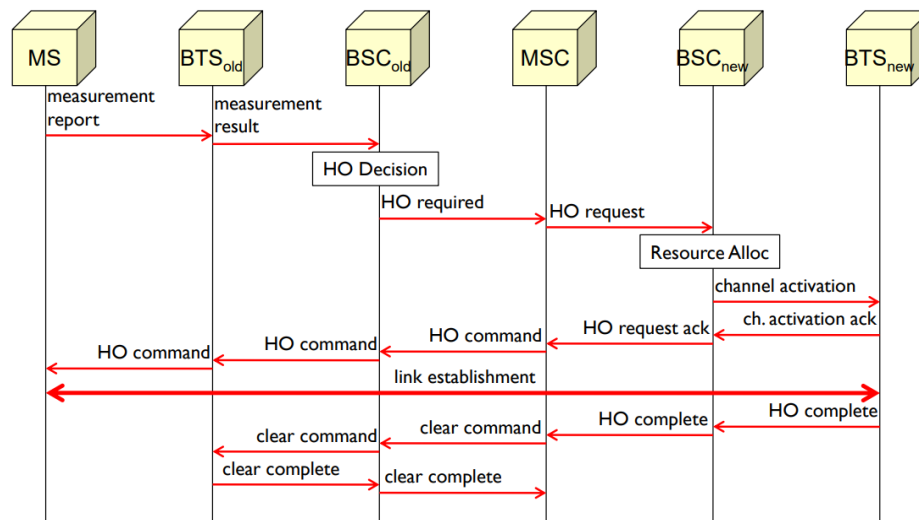 MS
BTSold
BSCold
MSC
BSCnew
BTSnew
measurement
report
measurement
result
HO Decision
HO required
HO request
Resource Alloc
channel activation
ch. activation ack
HO request ack
HO command
HO command
HO command
link establishment
HO complete
HO complete
clear command
clear command
clear complete
clear complete